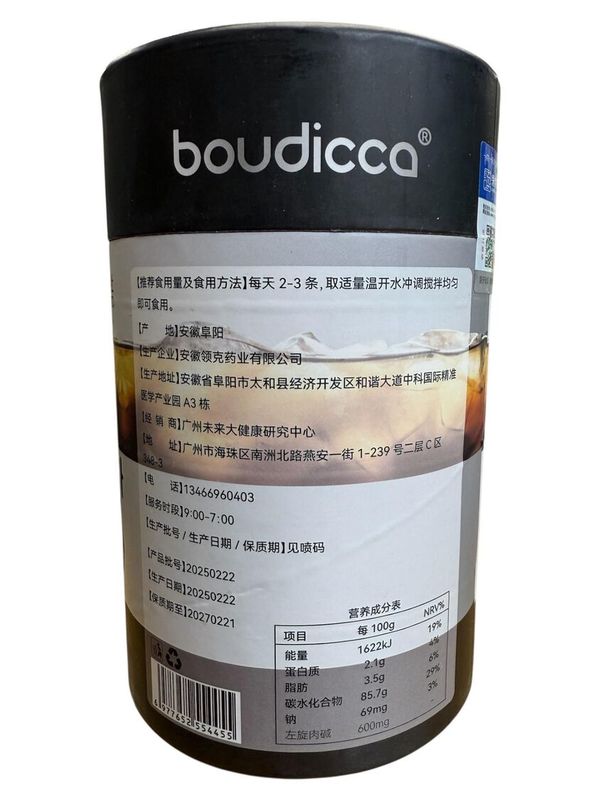 boudicca®
【推荐食用量及食用方法】每天 2-3 条，取适量温开水冲调搅拌均匀
即可食用。
【产 地】安徽阜阳
【生产企业】安徽领克药业有限公司
【生产地址】安徽省阜阳市太和县经济开发区和谐大道中科国际精准
医学产业园 A3 栋
【经 销 商】广州未来大健康研究中心
【地 址】广州市海珠区南洲北路燕安一街 1-239 号二层 C 区
348-3
【电 话】13466960403
【服务时段】9:00-7:00
【生产批号 / 生产日期 / 保质期】见喷码
【产品批号】20250222
【生产日期】20250222
【保质期至】20270221
营养成分表
项目 每 100g NRV%
能量 1622kJ 19%
蛋白质 2.1g 4%
脂肪 3.5g 6%
碳水化合物 85.7g 29%
钠 69mg 3%
左旋肉碱 600mg -
6977652554455